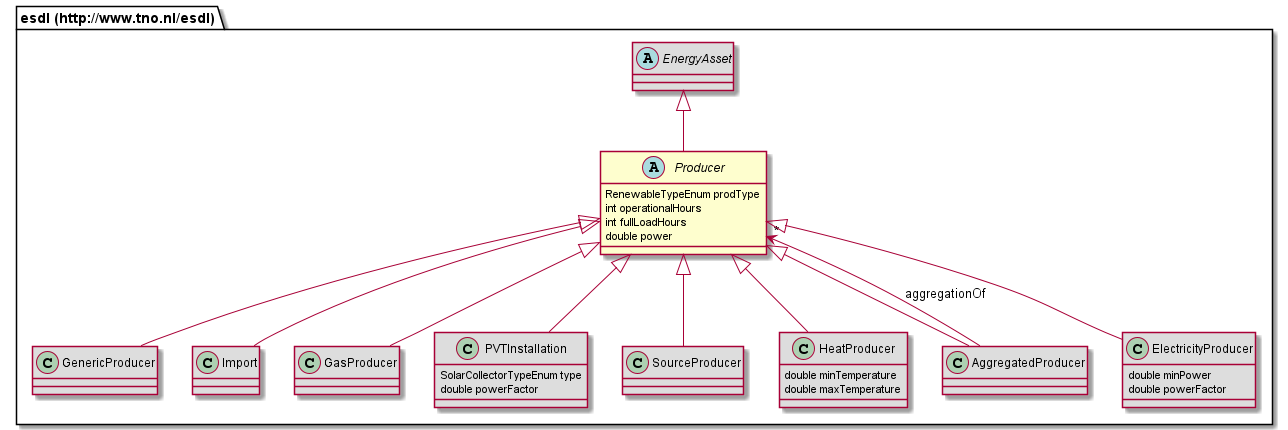 esdl (http://www.tno.nl/esdl)
A EnergyAsset
A Producer
RenewableTypeEnum prodType
int operationalHours
int fullLoadHours
double power
*
aggregationOf
C GenericProducer
C Import
C GasProducer
C PVTInstallation
SolarCollectorTypeEnum type
double powerFactor
C SourceProducer
C HeatProducer
double minTemperature
double maxTemperature
C AggregatedProducer
C ElectricityProducer
double minPower
double powerFactor